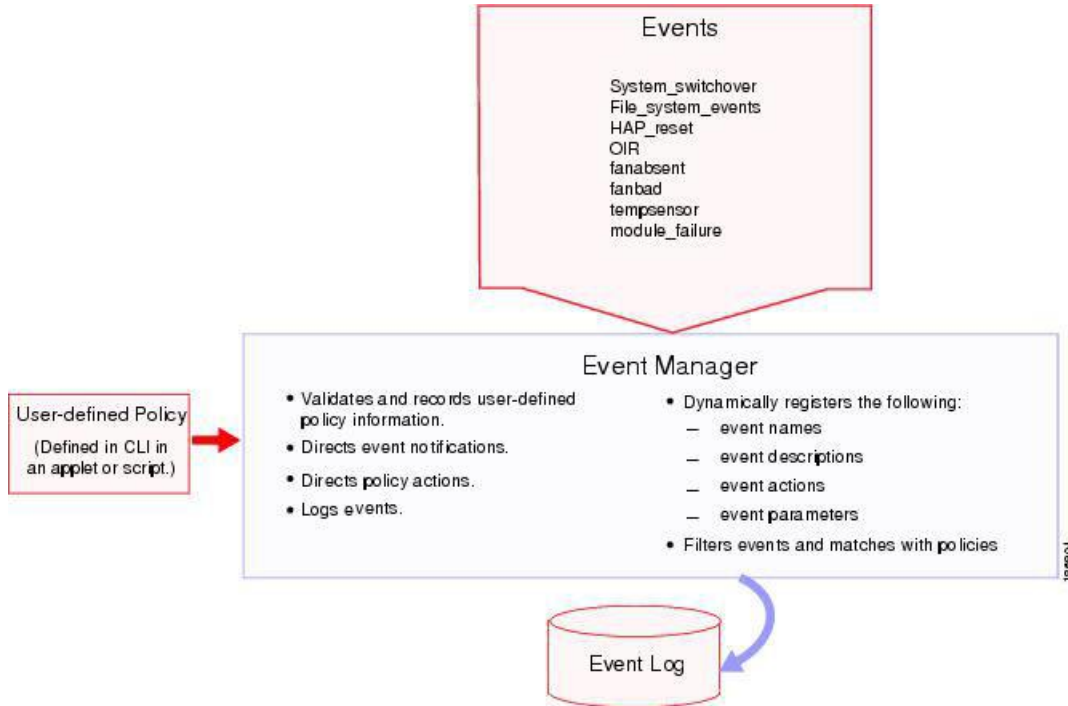 Events
System_switchover
File_system_events
HAP_reset
OIR
fanabsent
fanbad
tempsensor
module_failure
Event Manager
User-defined Policy
(Defined in CLI in
an applet or script.)
• Validates and records user-defined
policy information.
• Directs event notifications.
• Directs policy actions.
• Logs events.
• Dynamically registers the following:
— event names
— event descriptions
— event actions
— event parameters
• Filters events and matches with policies
Event Log